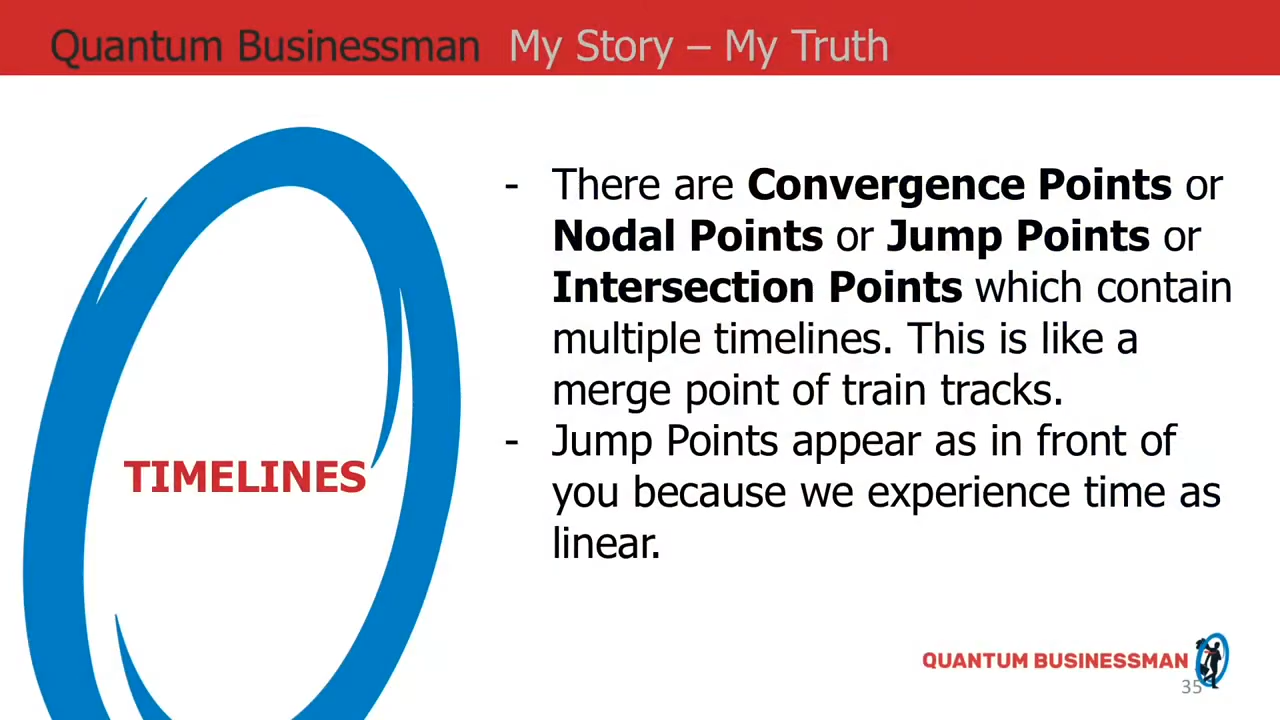 Quantum Businessman My Story – My Truth
- There are Convergence Points or
Nodal Points or Jump Points or
Intersection Points which contain
multiple timelines. This is like a
merge point of train tracks.
- Jump Points appear as in front of
you because we experience time as
linear.
TIMELINES
QUANTUM BUSINESSMAN
35